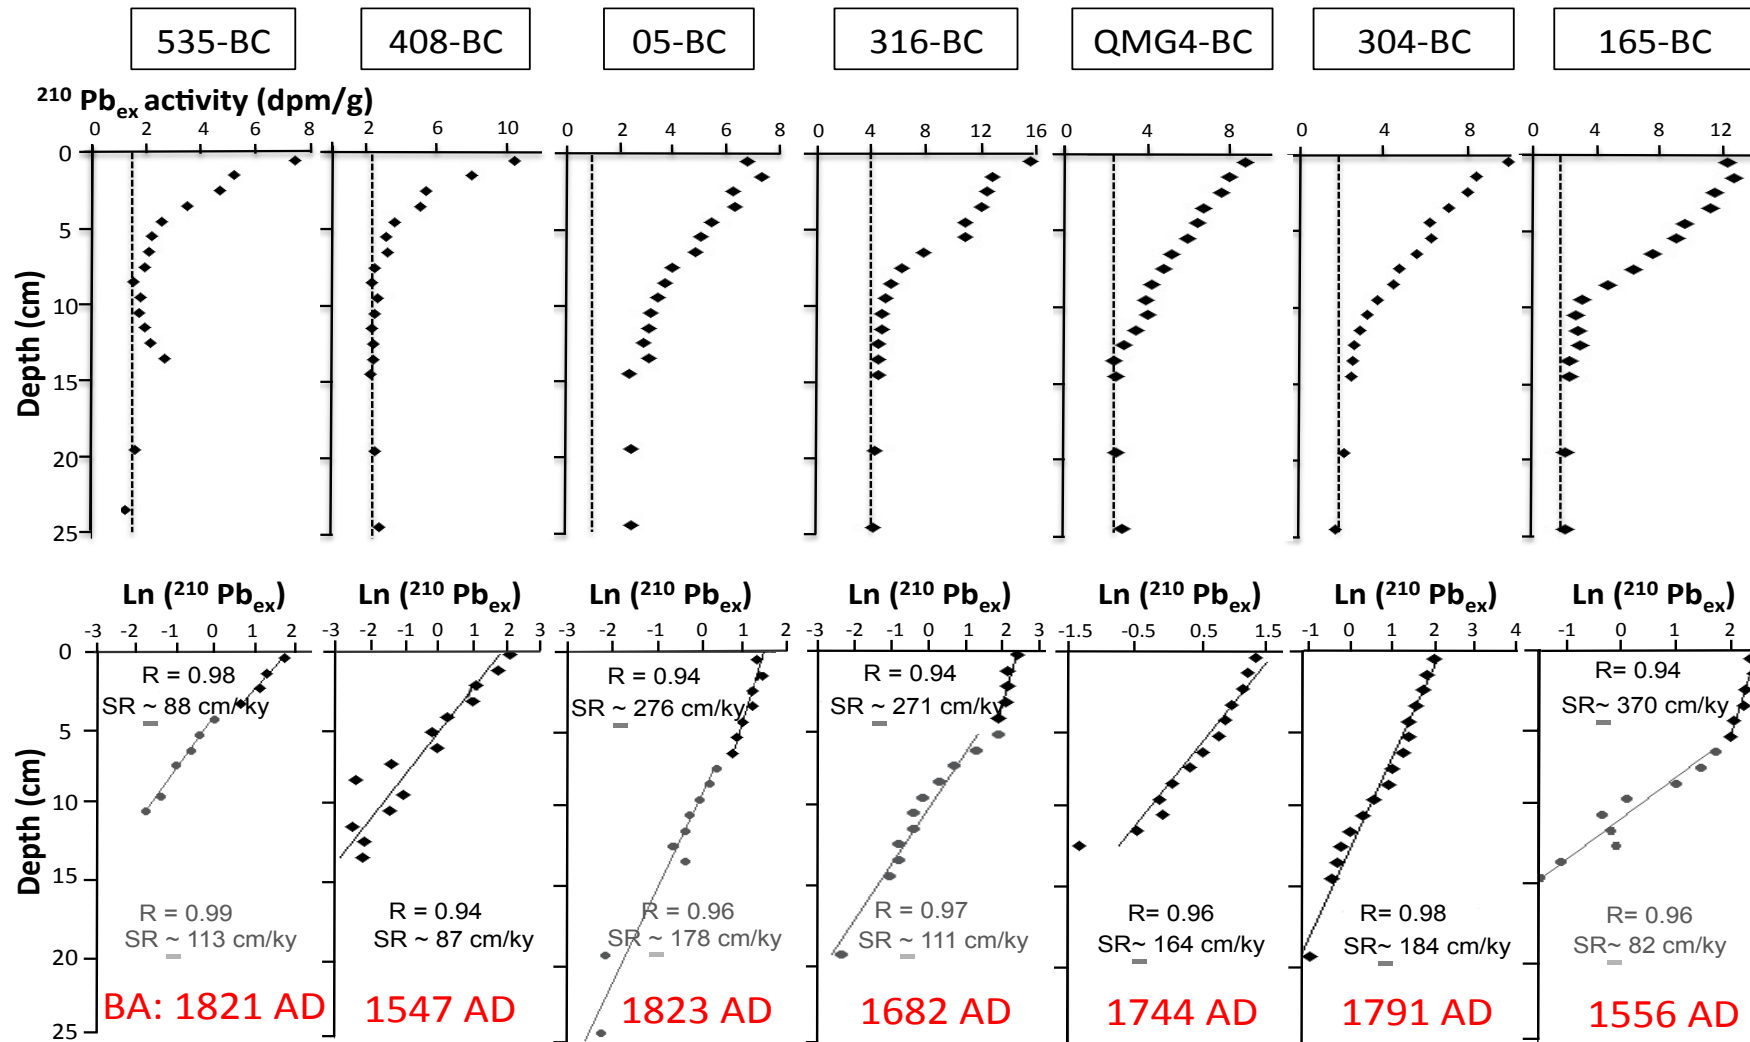 535-BC 408-BC 05-BC 316-BC QMG4-BC 304-BC 165-BC
²¹⁰ Pbₑₓ activity (dpm/g)
0 2 4 6 8 2 6 10 0 2 4 6 8 0 4 8 12 16 0 4 8 0 4 8 0 4 8 12
Depth (cm)
0
5
10
15
20
25
Ln (²¹⁰ Pbₑₓ) Ln (²¹⁰ Pbₑₓ) Ln (²¹⁰ Pbₑₓ) Ln (²¹⁰ Pbₑₓ) Ln (²¹⁰ Pbₑₓ) Ln (²¹⁰ Pbₑₓ) Ln (²¹⁰ Pbₑₓ)
-3 -2 -1 0 1 2 -3 -2 -1 0 1 2 3 -3 -2 -1 0 1 2 -3 -2 -1 0 1 2 3 -1.5 -0.5 0.5 1.5 -1 0 1 2 3 4 -1 0 1 2
Depth (cm)
0
5
10
15
20
25
R = 0.98
SR ~ 88 cm/ky
R = 0.99
SR ~ 113 cm/ky
BA: 1821 AD
R = 0.94
SR ~ 87 cm/ky
1547 AD
R = 0.94
SR ~ 276 cm/ky
R = 0.96
SR ~ 178 cm/ky
1823 AD
R = 0.94
SR ~ 271 cm/ky
R = 0.97
SR ~ 111 cm/ky
1682 AD
R= 0.96
SR~ 164 cm/ky
1744 AD
R= 0.98
SR~ 184 cm/ky
1791 AD
R = 0.94
SR~ 370 cm/ky
R = 0.96
SR~ 82 cm/ky
1556 AD